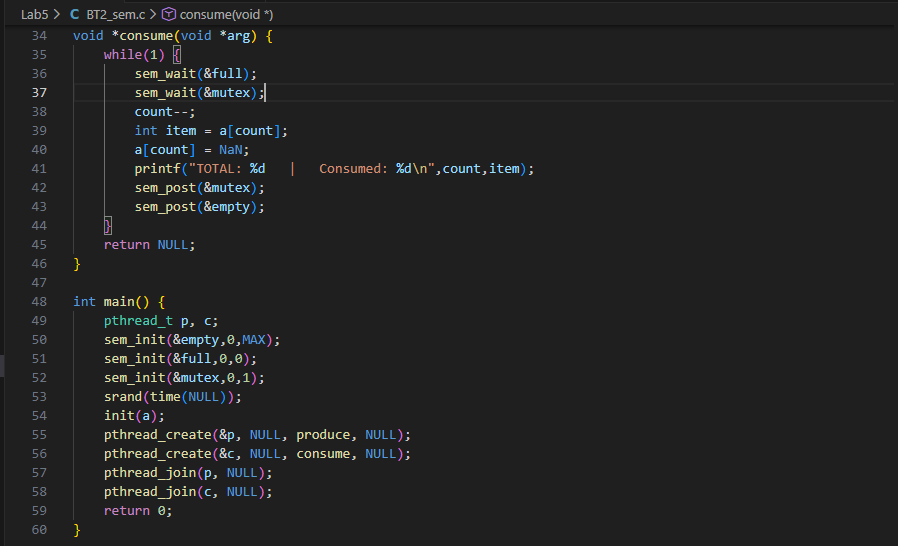 Lab5 > C BT2_sem.c > consume(void *)
34 void *consume(void *arg) {
35 while(1) {
36 sem_wait(&full);
37 sem_wait(&mutex);
38 count--;
39 int item = a[count];
40 a[count] = NaN;
41 printf("TOTAL: %d   |   Consumed: %d\n",count,item);
42 sem_post(&mutex);
43 sem_post(&empty);
44 }
45 return NULL;
46 }
47
48 int main() {
49 pthread_t p, c;
50 sem_init(&empty,0,MAX);
51 sem_init(&full,0,0);
52 sem_init(&mutex,0,1);
53 srand(time(NULL));
54 init(a);
55 pthread_create(&p, NULL, produce, NULL);
56 pthread_create(&c, NULL, consume, NULL);
57 pthread_join(p, NULL);
58 pthread_join(c, NULL);
59 return 0;
60 }